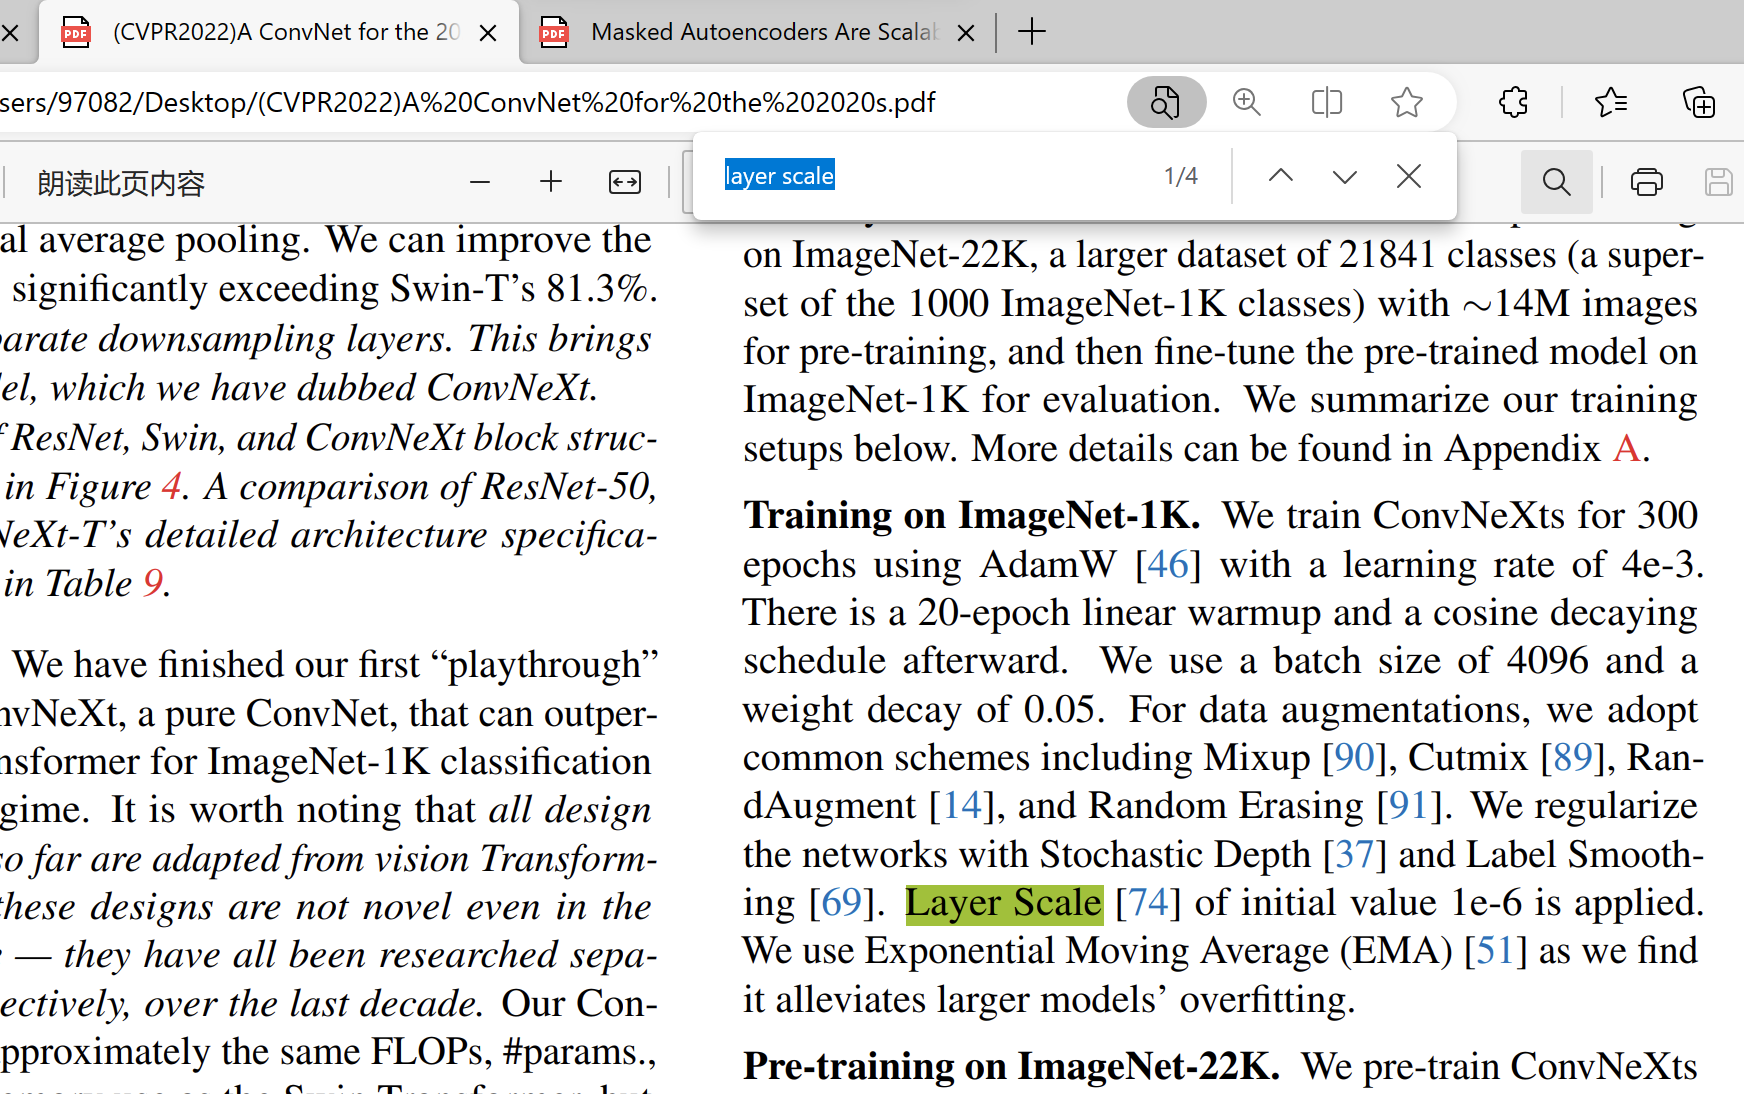 (CVPR2022)A ConvNet for the 20
Masked Autoencoders Are Scalab
sers/97082/Desktop/(CVPR2022)A%20ConvNet%20for%20the%202020s.pdf
朗读此页内容
layer scale
1/4
al average pooling. We can improve the
significantly exceeding Swin-T’s 81.3%.
parate downsampling layers. This brings
el, which we have dubbed ConvNeXt.
f ResNet, Swin, and ConvNeXt block struc-
in Figure 4. A comparison of ResNet-50,
NeXt-T’s detailed architecture specifica-
in Table 9.
We have finished our first “playthrough”
nvNeXt, a pure ConvNet, that can outper-
nsformer for ImageNet-1K classification
gime. It is worth noting that all design
so far are adapted from vision Transform-
these designs are not novel even in the
— they have all been researched sepa-
ectively, over the last decade. Our Con-
pproximately the same FLOPs, #params.,
on ImageNet-22K, a larger dataset of 21841 classes (a super-
set of the 1000 ImageNet-1K classes) with ∼14M images
for pre-training, and then fine-tune the pre-trained model on
ImageNet-1K for evaluation. We summarize our training
setups below. More details can be found in Appendix A.
Training on ImageNet-1K. We train ConvNeXts for 300
epochs using AdamW [46] with a learning rate of 4e-3.
There is a 20-epoch linear warmup and a cosine decaying
schedule afterward. We use a batch size of 4096 and a
weight decay of 0.05. For data augmentations, we adopt
common schemes including Mixup [90], Cutmix [89], Ran-
dAugment [14], and Random Erasing [91]. We regularize
the networks with Stochastic Depth [37] and Label Smooth-
ing [69]. Layer Scale [74] of initial value 1e-6 is applied.
We use Exponential Moving Average (EMA) [51] as we find
it alleviates larger models’ overfitting.
Pre-training on ImageNet-22K. We pre-train ConvNeXts